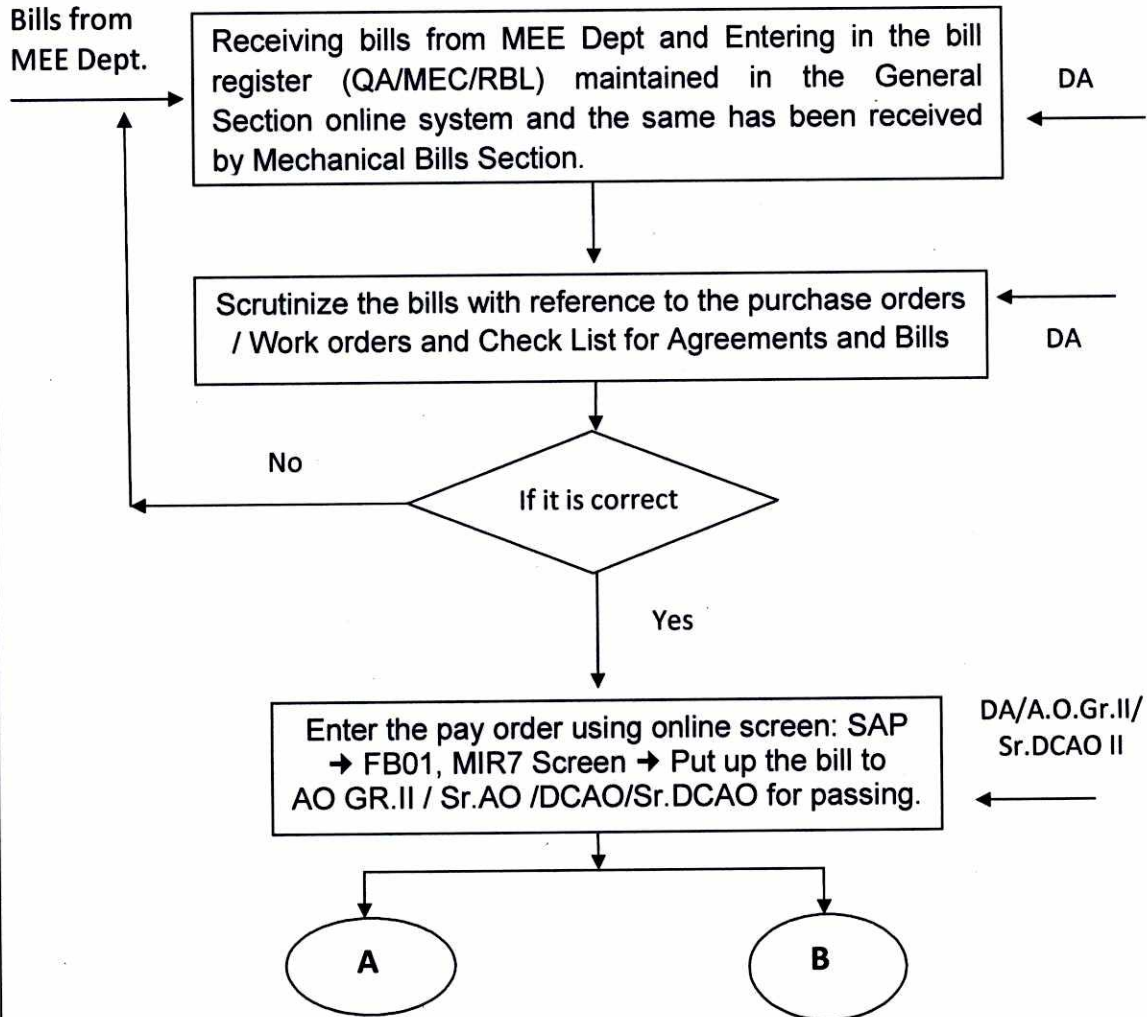 Bills from
MEE Dept.
Receiving bills from MEE Dept and Entering in the bill
register (QA/MEC/RBL) maintained in the General
Section online system and the same has been received
by Mechanical Bills Section.
DA
Scrutinize the bills with reference to the purchase orders
/ Work orders and Check List for Agreements and Bills
DA
No
If it is correct
Yes
Enter the pay order using online screen: SAP
→ FB01, MIR7 Screen → Put up the bill to
AO GR.II / Sr.AO /DCAO/Sr.DCAO for passing.
DA/A.O.Gr.II/
Sr.DCAO II
A
B